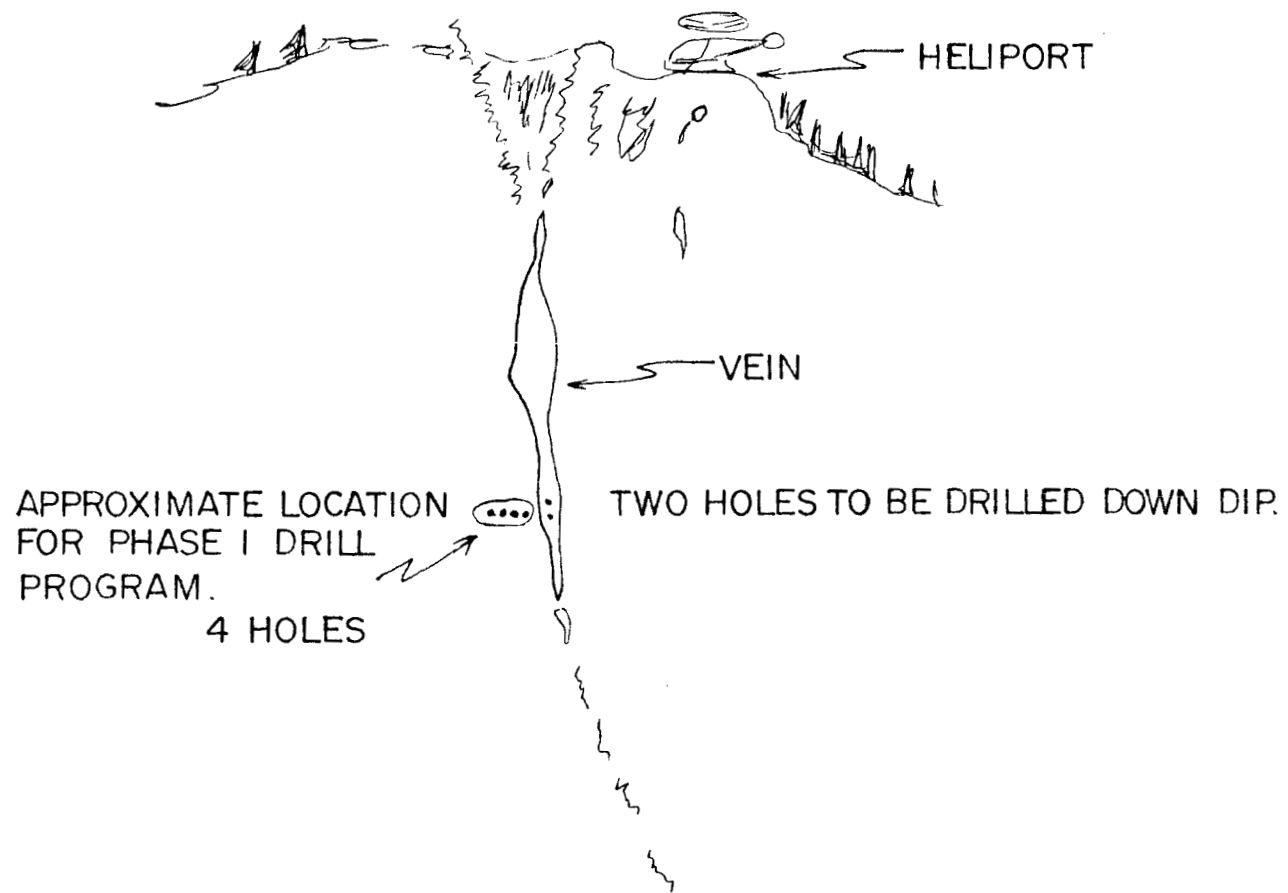 HELIPORT
VEIN
APPROXIMATE LOCATION
FOR PHASE I DRILL
PROGRAM.
4 HOLES
TWO HOLES TO BE DRILLED DOWN DIP.